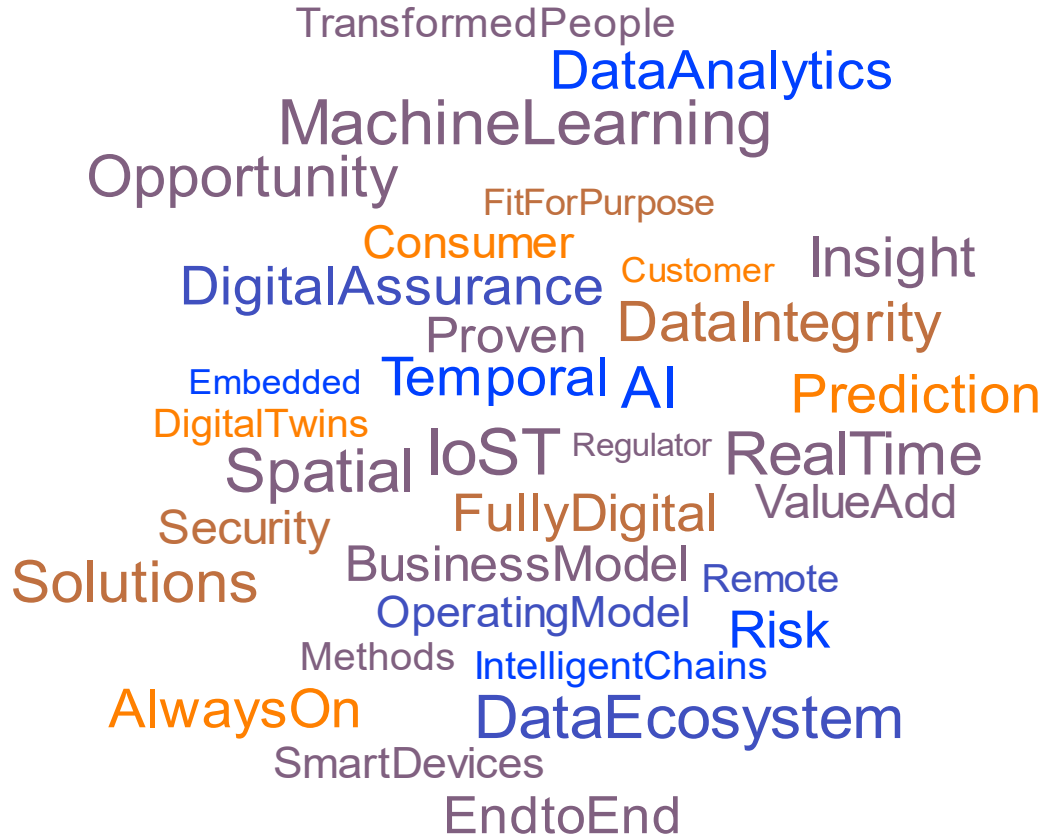 TransformedPeople
DataAnalytics
MachineLearning
Opportunity
FitForPurpose
Consumer
Customer
Insight
DigitalAssurance
DataIntegrity
Proven
Embedded
Temporal
AI
Prediction
DigitalTwins
Spatial
IoST
Regulator
RealTime
ValueAdd
Security
FullyDigital
Solutions
BusinessModel
Remote
OperatingModel
Risk
Methods
IntelligentChains
AlwaysOn
DataEcosystem
SmartDevices
EndtoEnd